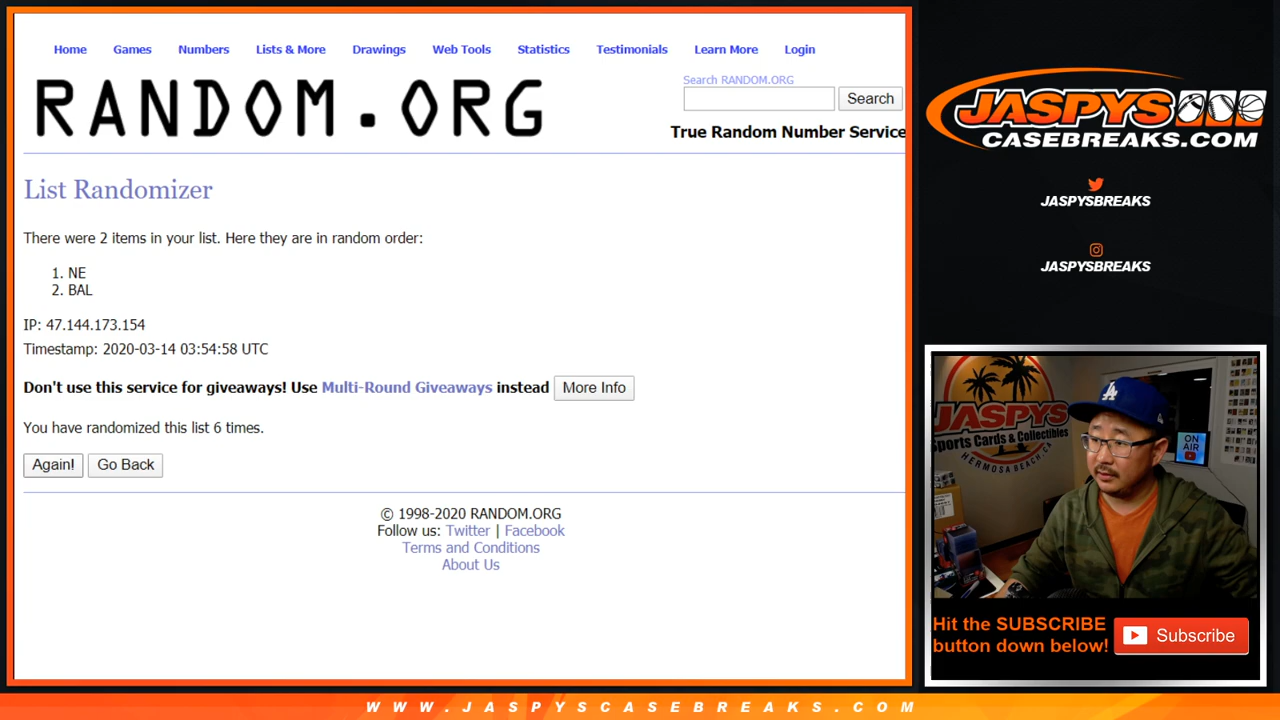 Home Games Numbers Lists & More Drawings Web Tools Statistics Testimonials Learn More Login
RANDOM.ORG
Search RANDOM.ORG
Search
True Random Number Service
List Randomizer
There were 2 items in your list. Here they are in random order:
1. NE
2. BAL
IP: 47.144.173.154
Timestamp: 2020-03-14 03:54:58 UTC
Don't use this service for giveaways! Use Multi-Round Giveaways instead More Info
You have randomized this list 6 times.
Again! Go Back
© 1998-2020 RANDOM.ORG
Follow us: Twitter | Facebook
Terms and Conditions
About Us
JASPYS
CASEBREAKS.COM
JASPYSBREAKS
JASPYSBREAKS
JASPYS
Sports Cards & Collectibles
HERMOSA BEACH, CA
ON
AIR
LA
Hit the SUBSCRIBE
button down below!
Subscribe
WWW.JASPYSCASEBREAKS.COM